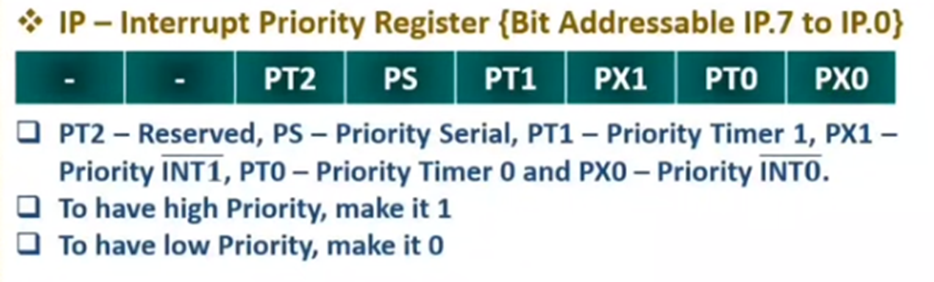 ❖ IP – Interrupt Priority Register {Bit Addressable IP.7 to IP.0}
- - PT2 PS PT1 PX1 PT0 PX0
❑ PT2 – Reserved, PS – Priority Serial, PT1 – Priority Timer 1, PX1 –
Priority I̅N̅T̅1̅, PT0 – Priority Timer 0 and PX0 – Priority I̅N̅T̅0̅.
❑ To have high Priority, make it 1
❑ To have low Priority, make it 0